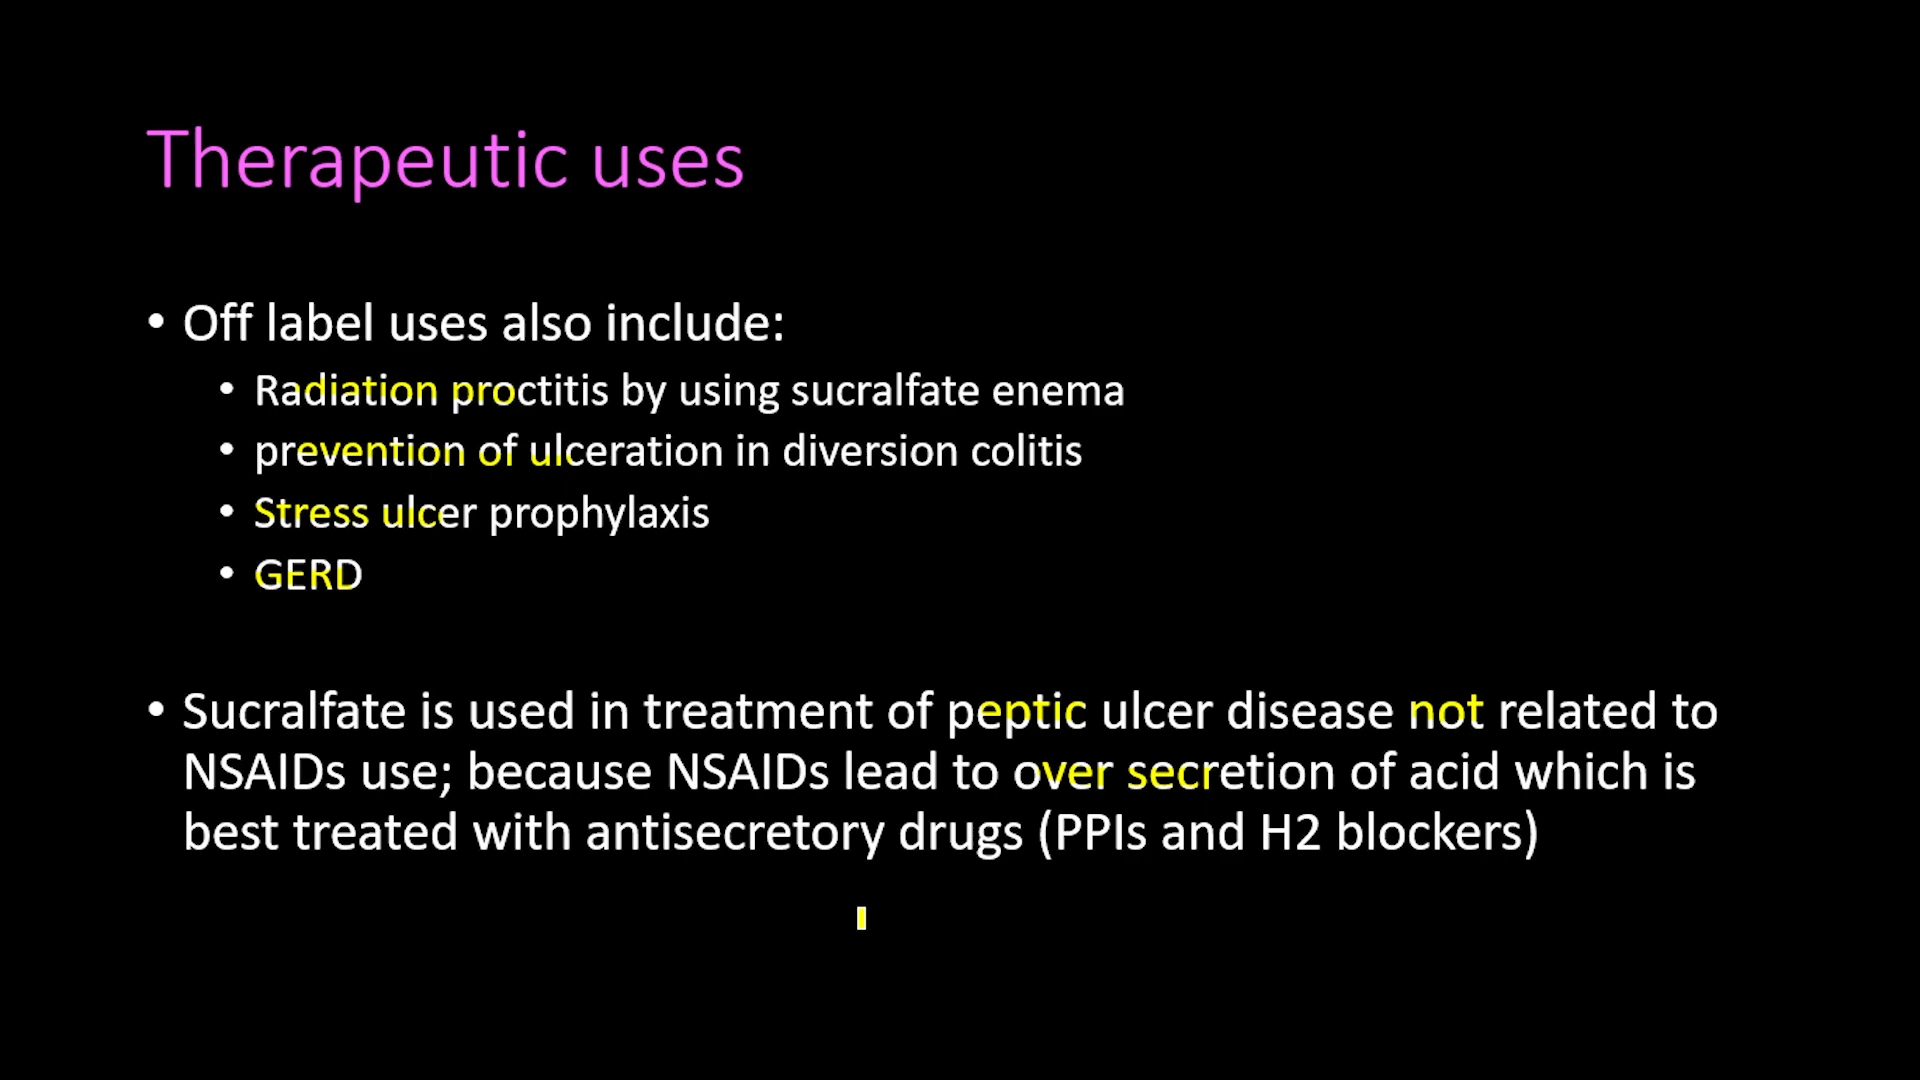 Therapeutic uses
• Off label uses also include:
• Radiation proctitis by using sucralfate enema
• prevention of ulceration in diversion colitis
• Stress ulcer prophylaxis
• GERD
• Sucralfate is used in treatment of peptic ulcer disease not related to
NSAIDs use; because NSAIDs lead to over secretion of acid which is
best treated with antisecretory drugs (PPIs and H2 blockers)